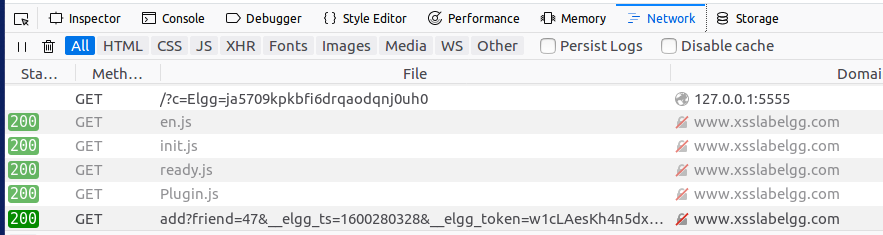 Inspector Console Debugger Style Editor Performance Memory Network Storage
All HTML CSS JS XHR Fonts Images Media WS Other Persist Logs Disable cache
Sta… Meth… File Domai
GET /?c=Elgg=ja5709kpkbfi6drqaodqnj0uh0 127.0.0.1:5555
200 GET en.js www.xsslabelgg.com
200 GET init.js www.xsslabelgg.com
200 GET ready.js www.xsslabelgg.com
200 GET Plugin.js www.xsslabelgg.com
200 GET add?friend=47&__elgg_ts=1600280328&__elgg_token=w1cLAesKh4n5dx… www.xsslabelgg.com